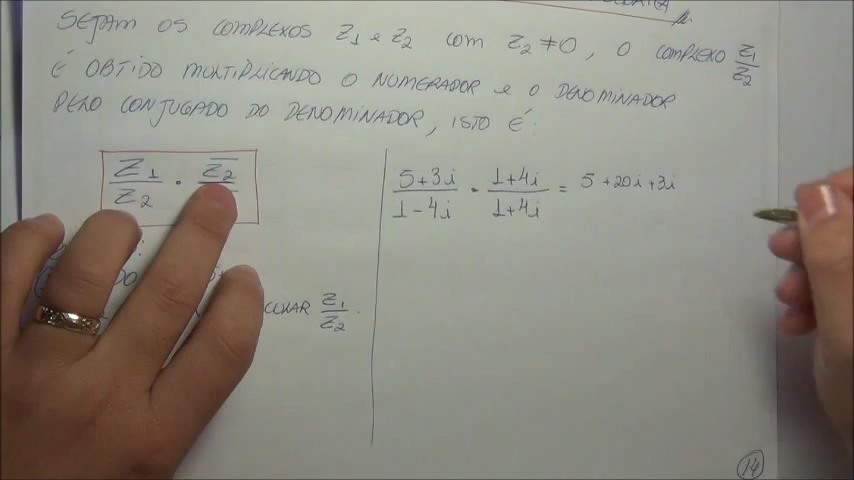 SEJAM OS COMPLEXOS Z1 e Z2 COM Z2 ≠ 0, O COMPLEXO Z1/Z2
É OBTIDO MULTIPLICANDO O NUMERADOR e O DENOMINADOR
PELO CONJUGADO DO DENOMINADOR, ISTO É:
Z1/Z2 · Z̅2
(5+3i)/(1-4i) · (1+4i)/(1+4i) = 5+20i+3i
Z1/Z2.
14